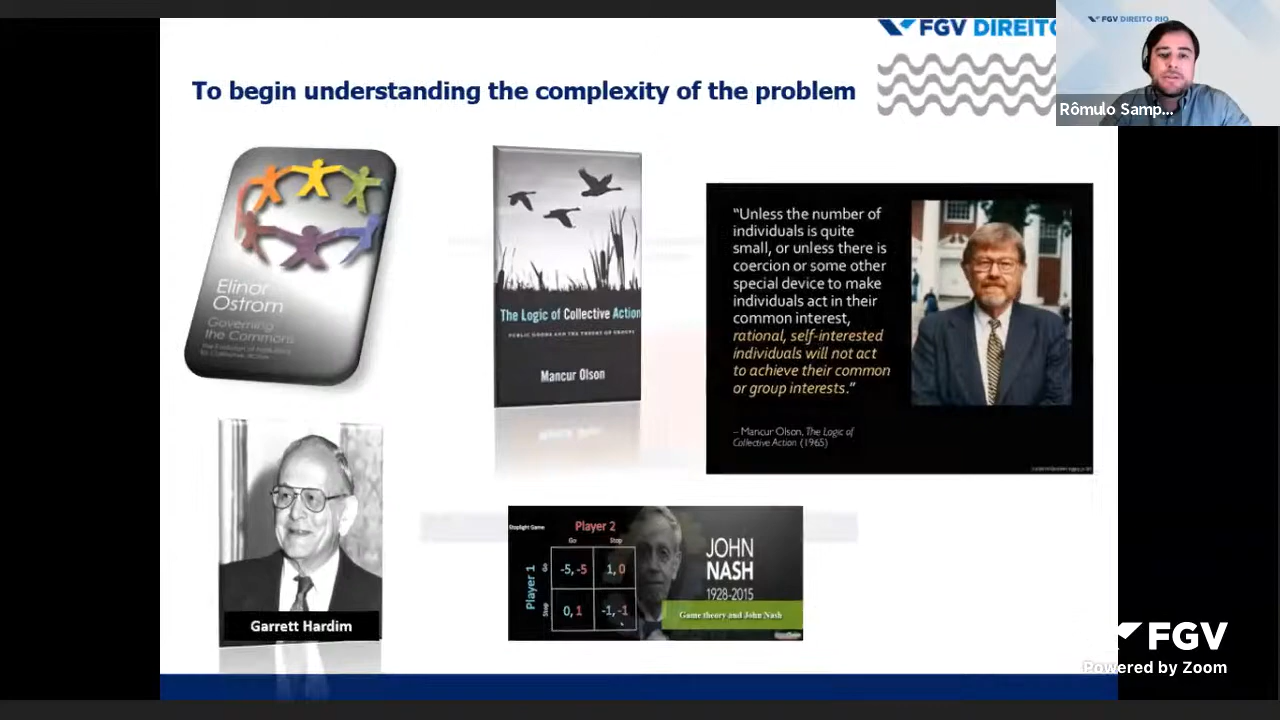 FGV DIREITO
FGV DIREITO RIO
Rômulo Samp...
To begin understanding the complexity of the problem
Elinor
Ostrom
Governing
the Commons
The Logic of Collective Action
PUBLIC GOODS AND THE THEORY OF GROUPS
Mancur Olson
“Unless the number of
individuals is quite
small, or unless there is
coercion or some other
special device to make
individuals act in their
common interest,
rational, self-interested
individuals will not act
to achieve their common
or group interests.”
– Mancur Olson, The Logic of
Collective Action (1965)
Garrett Hardim
Stoplight Game
Player 2
Go Stop
Player 1
Go
-5, -5 1, 0
Stop
0, 1 -1, -1
JOHN
NASH
1928-2015
Game theory and John Nash
FGV
Powered by Zoom